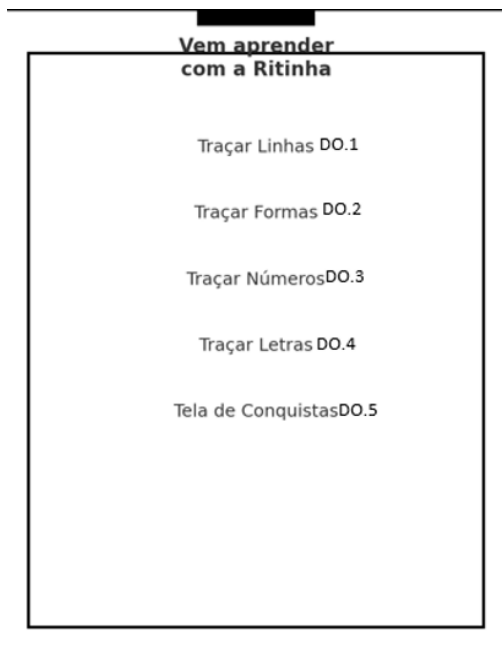 Vem aprender
com a Ritinha
Traçar Linhas DO.1
Traçar Formas DO.2
Traçar NúmerosDO.3
Traçar Letras DO.4
Tela de ConquistasDO.5